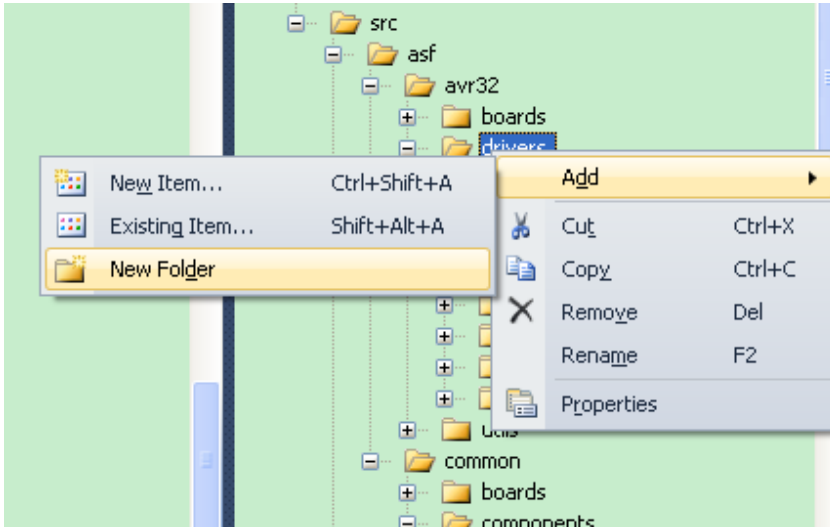 src
asf
avr32
boards
drivers
Add
New Item... Ctrl+Shift+A
Existing Item... Shift+Alt+A
New Folder
Cut Ctrl+X
Copy Ctrl+C
Remove Del
Rename F2
Properties
utils
common
boards
components